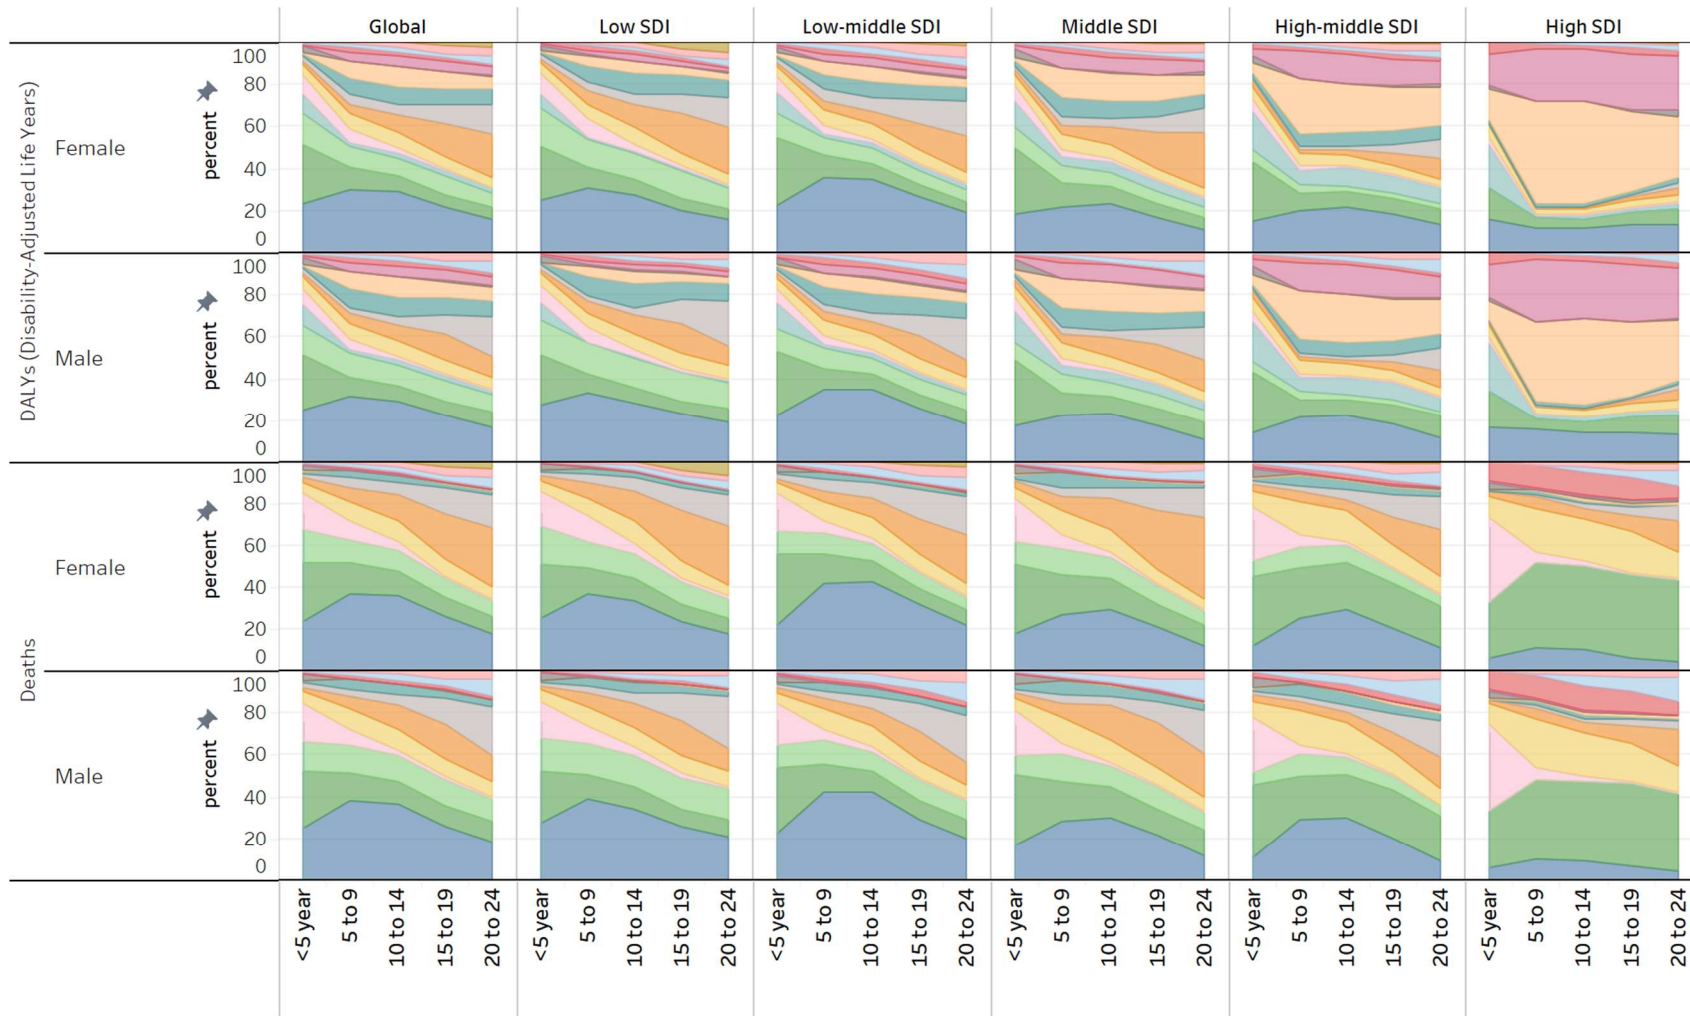 Global Low SDI Low-middle SDI Middle SDI High-middle SDI High SDI
DALYs (Disability-Adjusted Life Years)
Female
percent
100
80
60
40
20
0
Male
percent
100
80
60
40
20
0
Deaths
Female
percent
100
80
60
40
20
0
Male
percent
100
80
60
40
20
0
<5 year 5 to 9 10 to 14 15 to 19 20 to 24 <5 year 5 to 9 10 to 14 15 to 19 20 to 24 <5 year 5 to 9 10 to 14 15 to 19 20 to 24 <5 year 5 to 9 10 to 14 15 to 19 20 to 24 <5 year 5 to 9 10 to 14 15 to 19 20 to 24 <5 year 5 to 9 10 to 14 15 to 19 20 to 24